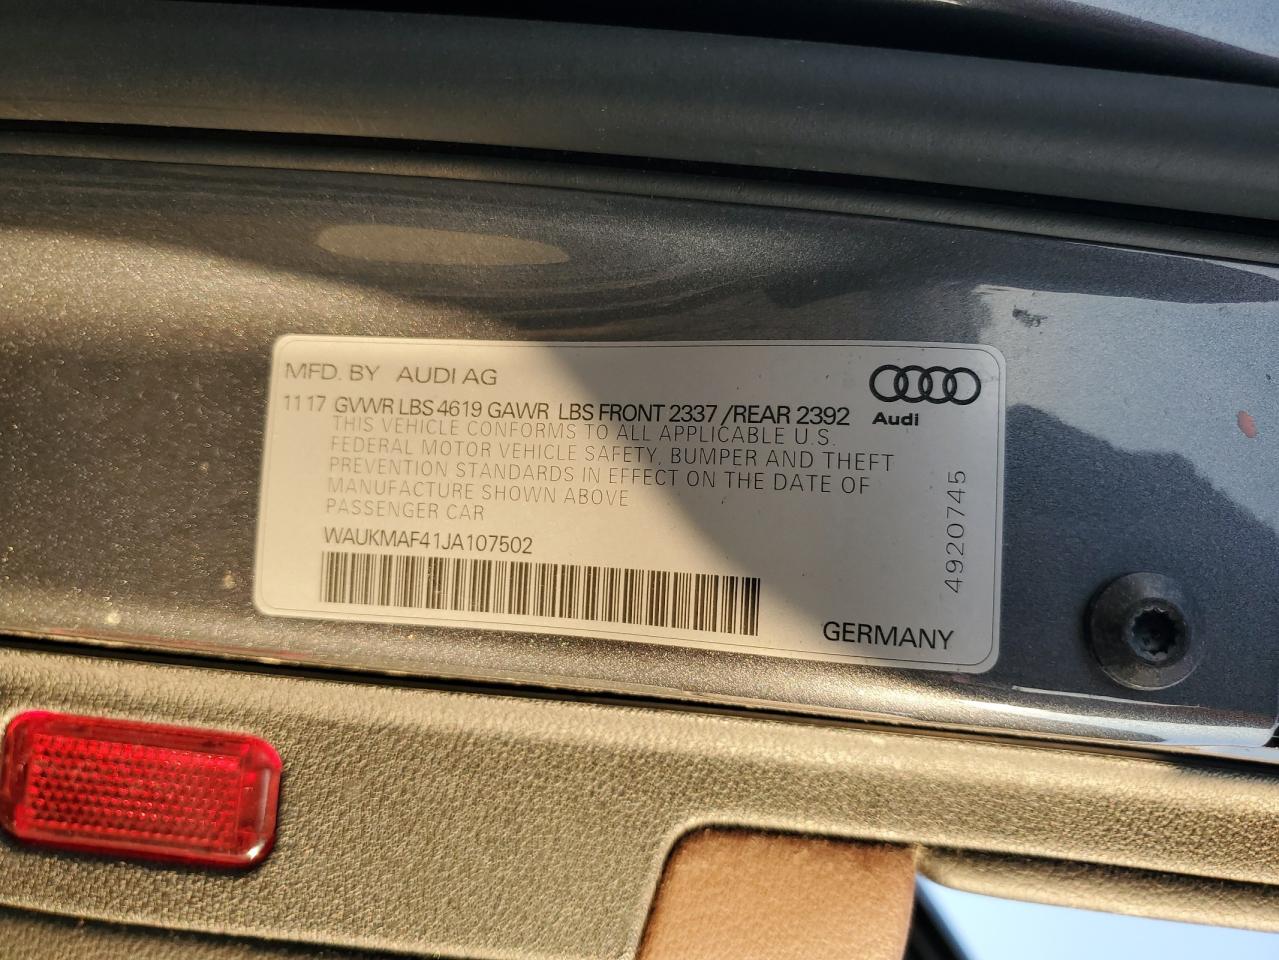 MFD. BY AUDI AG
11 17 GVWR LBS 4619 GAWR LBS FRONT 2337/REAR 2392
THIS VEHICLE CONFORMS TO ALL APPLICABLE U.S.
FEDERAL MOTOR VEHICLE SAFETY, BUMPER AND THEFT
PREVENTION STANDARDS IN EFFECT ON THE DATE OF
MANUFACTURE SHOWN ABOVE
PASSENGER CAR
WAUKMAF41JA107502
Audi
4920745
GERMANY